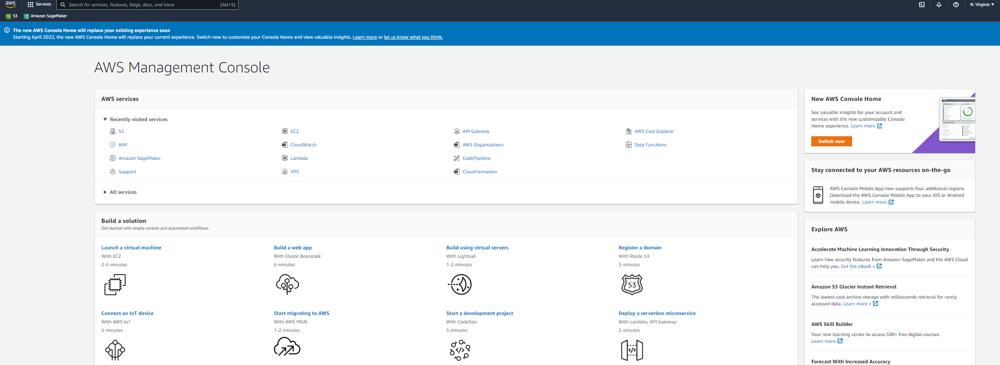 aws
Services
Search for services, features, blogs, docs, and more
[Alt+S]
N. Virginia
S3
Amazon SageMaker
The new AWS Console Home will replace your existing experience soon
Starting April 2022, the new AWS Console Home will replace your current experience. Switch now to customize your Console Home and view valuable insights. Learn more or let us know what you think.
AWS Management Console
AWS services
Recently visited services
S3
IAM
Amazon SageMaker
Support
EC2
CloudWatch
Lambda
VPC
API Gateway
AWS Organizations
CodePipeline
CloudFormation
AWS Cost Explorer
Step Functions
All services
Build a solution
Get started with simple wizards and automated workflows.
Launch a virtual machine
With EC2
2-3 minutes
Build a web app
With Elastic Beanstalk
6 minutes
Build using virtual servers
With Lightsail
1-2 minutes
Register a domain
With Route 53
3 minutes
53
Connect an IoT device
With AWS IoT
5 minutes
Start migrating to AWS
With AWS MGN
1-2 minutes
Start a development project
With CodeStar
5 minutes
Deploy a serverless microservice
With Lambda, API Gateway
2 minutes
New AWS Console Home
See valuable insights for your account and
services with the new customizable Console
Home experience. Learn more
Switch now
Stay connected to your AWS resources on-the-go
AWS Console Mobile App now supports four additional regions.
Download the AWS Console Mobile App to your iOS or Android
mobile device. Learn more
Explore AWS
Accelerate Machine Learning Innovation Through Security
Learn how security features from Amazon SageMaker and the AWS Cloud
can help you. Get the eBook »
Amazon S3 Glacier Instant Retrieval
The lowest-cost archive storage with milliseconds retrieval for rarely
accessed data. Learn more »
AWS Skill Builder
Your new learning center to access 500+ free digital courses.
Learn more
Forecast With Increased Accuracy